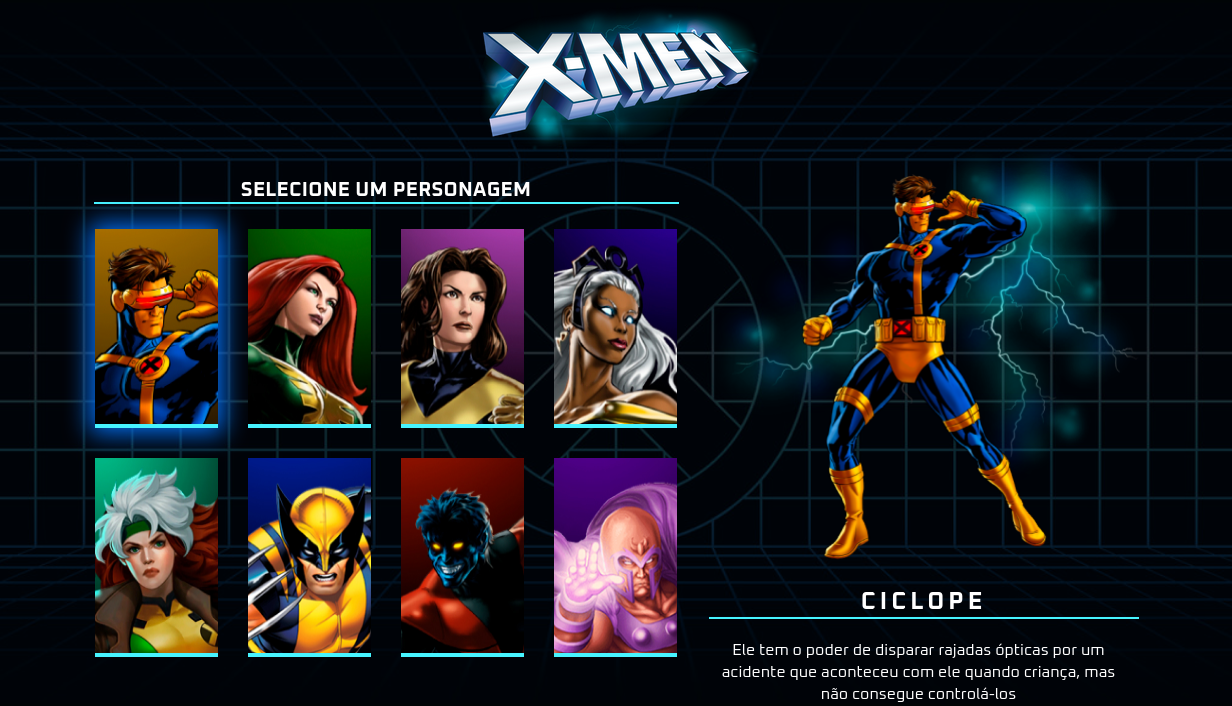 X-MEN
SELECIONE UM PERSONAGEM
CICLOPE
Ele tem o poder de disparar rajadas ópticas por um
acidente que aconteceu com ele quando criança, mas
não consegue controlá-los